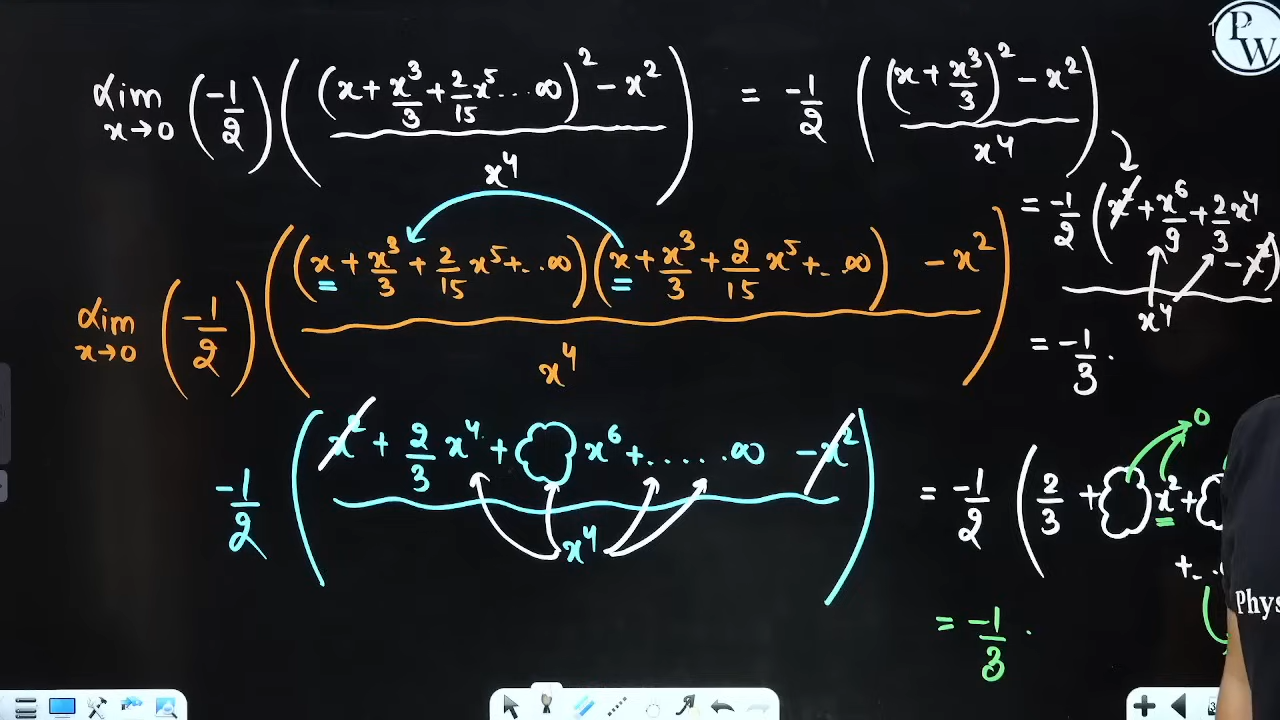 PW
lim x→0 (-1/2) ( ( (x + x³/3 + 2/15 x⁵ ... ∞)² - x² ) / x⁴ ) = -1/2 ( ( (x + x³/3)² - x² ) / x⁴ )
= -1/2 ( x² + x⁶/9 + 2/3 x⁴ - x² ) / x⁴
= -1/3 .
lim x→0 (-1/2) ( ( (x + x³/3 + 2/15 x⁵ + ... ∞) (x + x³/3 + 2/15 x⁵ + ... ∞) - x² ) / x⁴ )
-1/2 ( ( x² + 2/3 x⁴ + x⁶ + ...... ∞ - x² ) / x⁴ )
0
= -1/2 ( 2/3 + x² +
+ ..
= -1/3 .
Phys